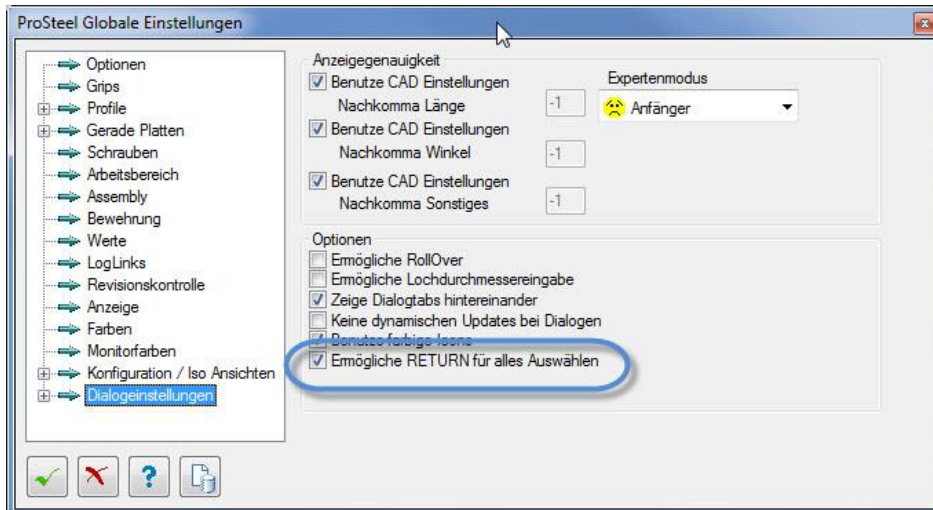 ProSteel Globale Einstellungen
Optionen
Grips
Profile
Gerade Platten
Schrauben
Arbeitsbereich
Assembly
Bewehrung
Werte
LogLinks
Revisionskontrolle
Anzeige
Farben
Monitorfarben
Konfiguration / Iso Ansichten
Dialogeinstellungen
Anzeigegenauigkeit
Benutze CAD Einstellungen
Nachkomma Länge
-1
Benutze CAD Einstellungen
Nachkomma Winkel
-1
Benutze CAD Einstellungen
Nachkomma Sonstiges
-1
Expertenmodus
Anfänger
Optionen
Ermögliche RollOver
Ermögliche Lochdurchmessereingabe
Zeige Dialogtabs hintereinander
Keine dynamischen Updates bei Dialogen
Benutze farbige Icons
Ermögliche RETURN für alles Auswählen
?